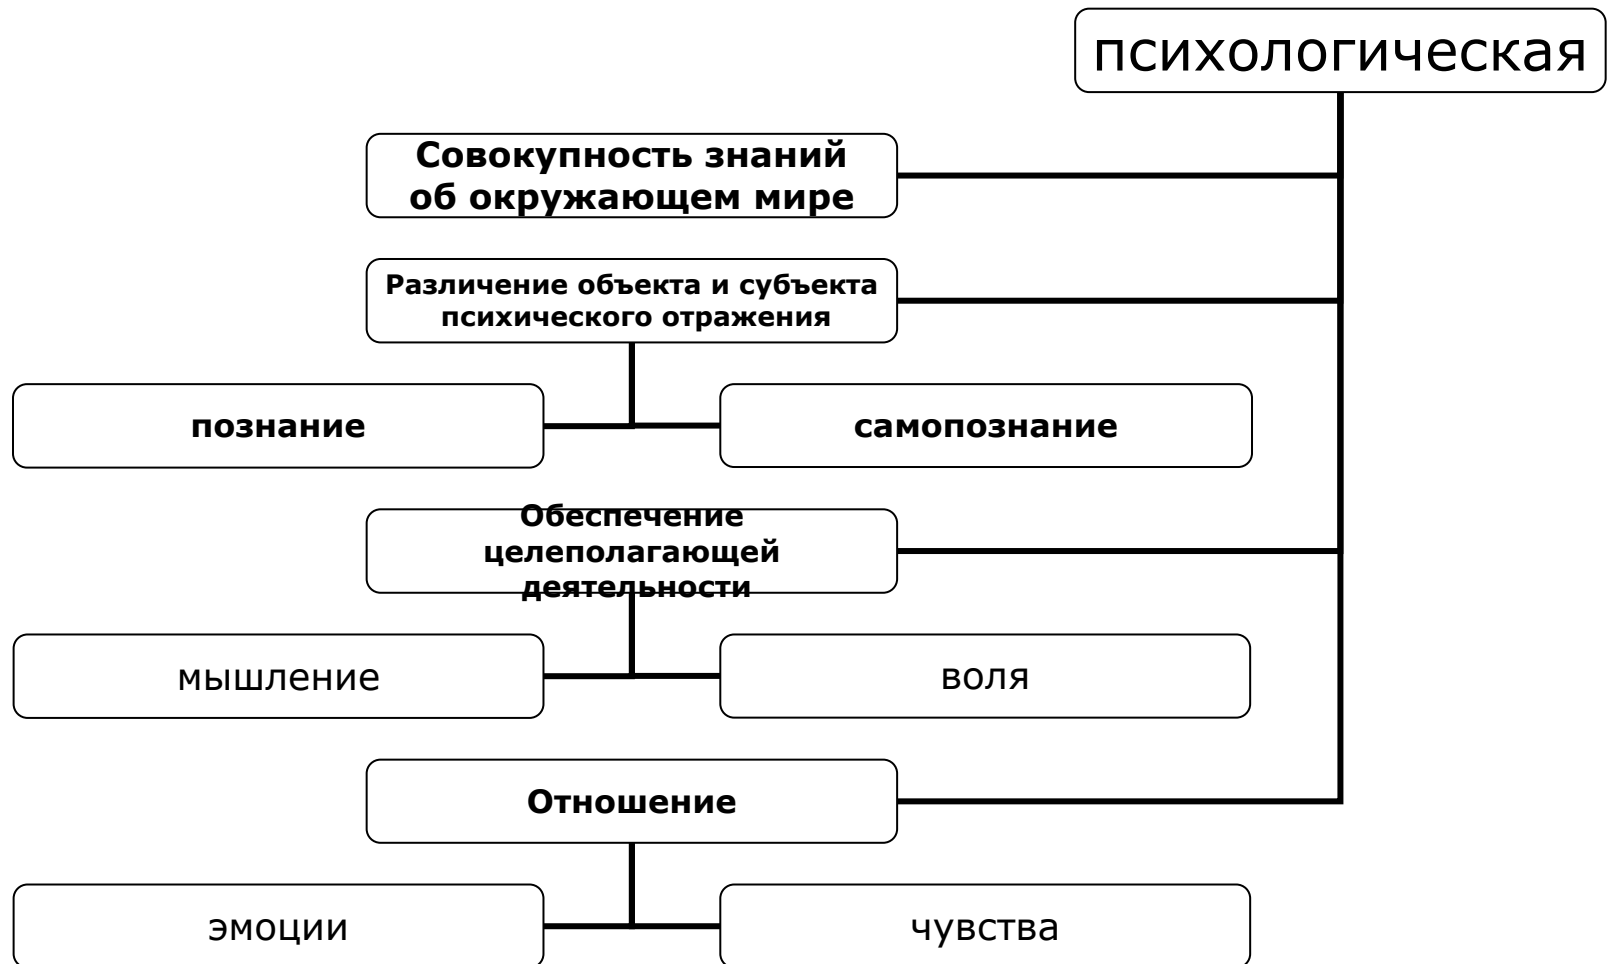 психологическая
Совокупность знаний
об окружающем мире
Различение объекта и субъекта
психического отражения
познание
самопознание
Обеспечение
целеполагающей
деятельности
мышление
воля
Отношение
эмоции
чувства